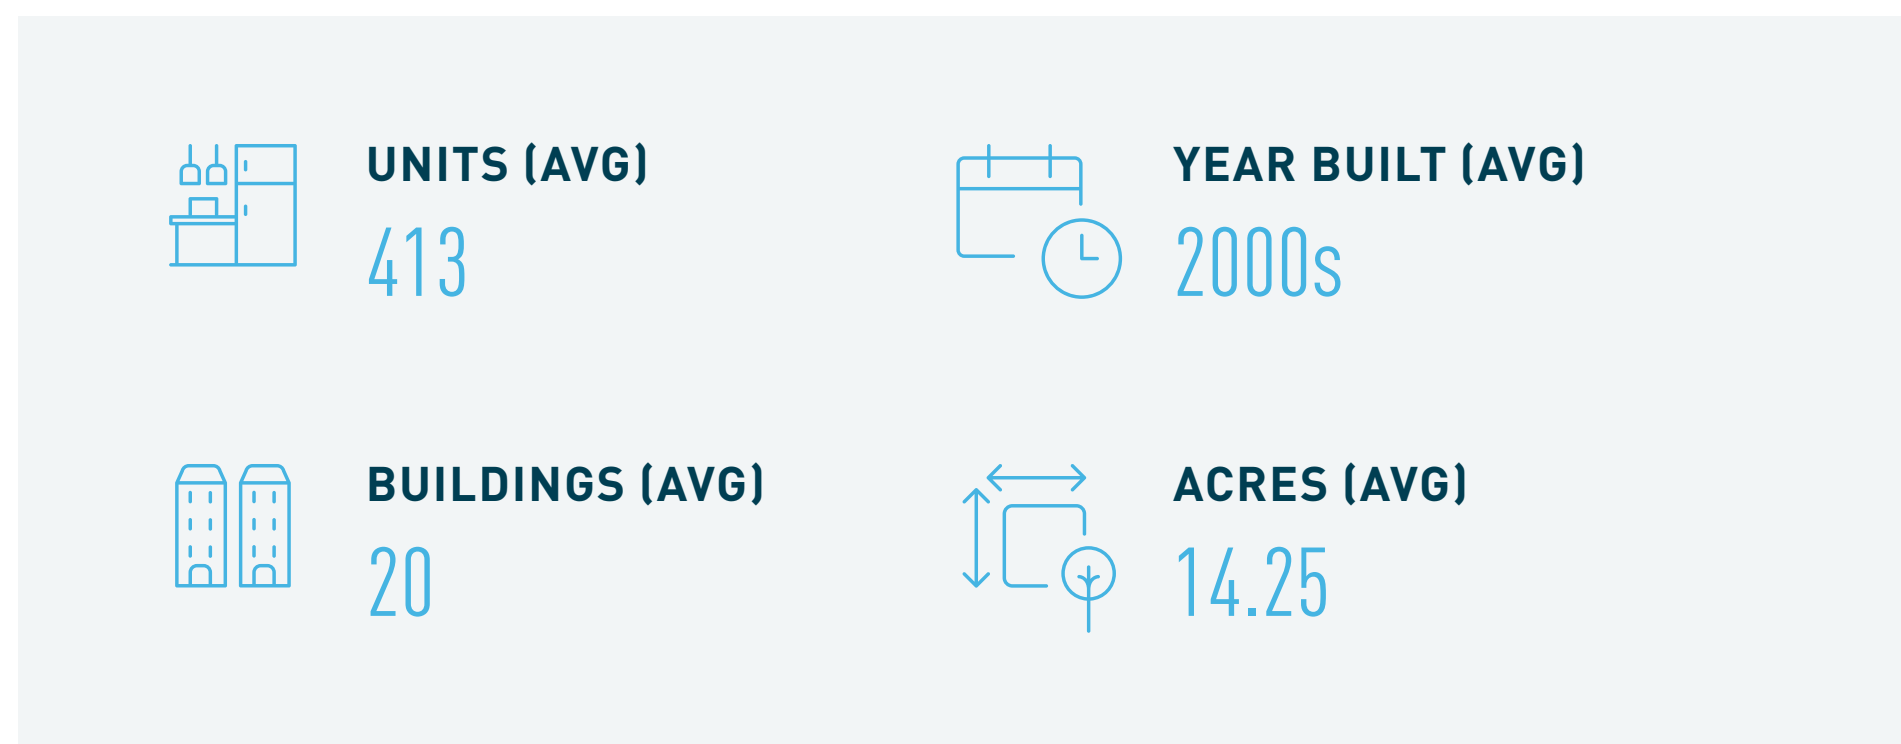 UNITS (AVG)
413
YEAR BUILT (AVG)
2000s
BUILDINGS (AVG)
20
ACRES (AVG)
14.25